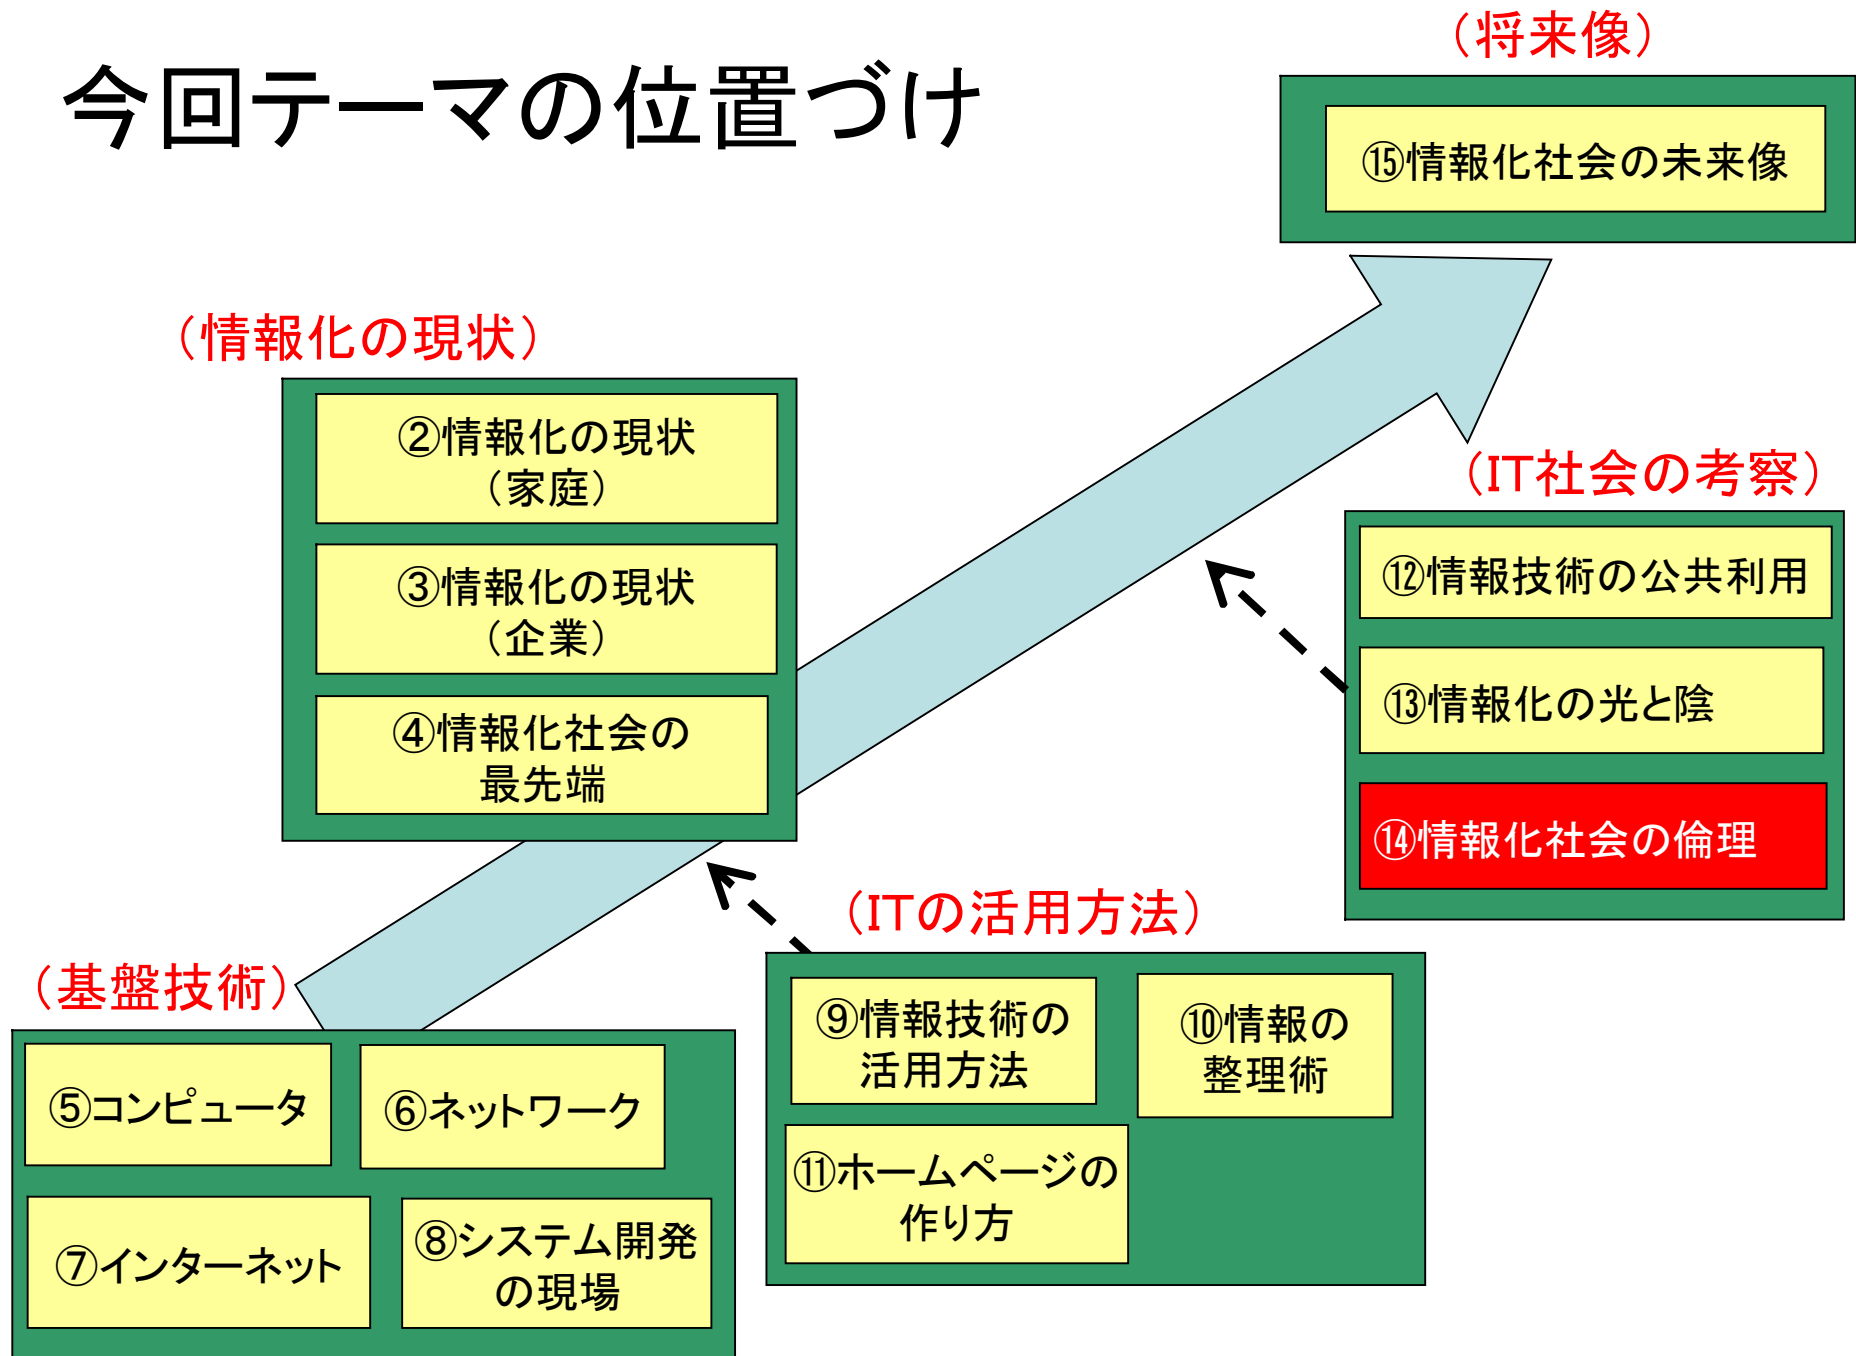 今回テーマの位置づけ
（将来像）
⑮情報化社会の未来像
（情報化の現状）
②情報化の現状
（家庭）
③情報化の現状
（企業）
④情報化社会の
最先端
（IT社会の考察）
⑫情報技術の公共利用
⑬情報化の光と陰
⑭情報化社会の倫理
（ITの活用方法）
⑨情報技術の
活用方法
⑩情報の
整理術
⑪ホームページの
作り方
（基盤技術）
⑤コンピュータ
⑥ネットワーク
⑦インターネット
⑧システム開発
の現場